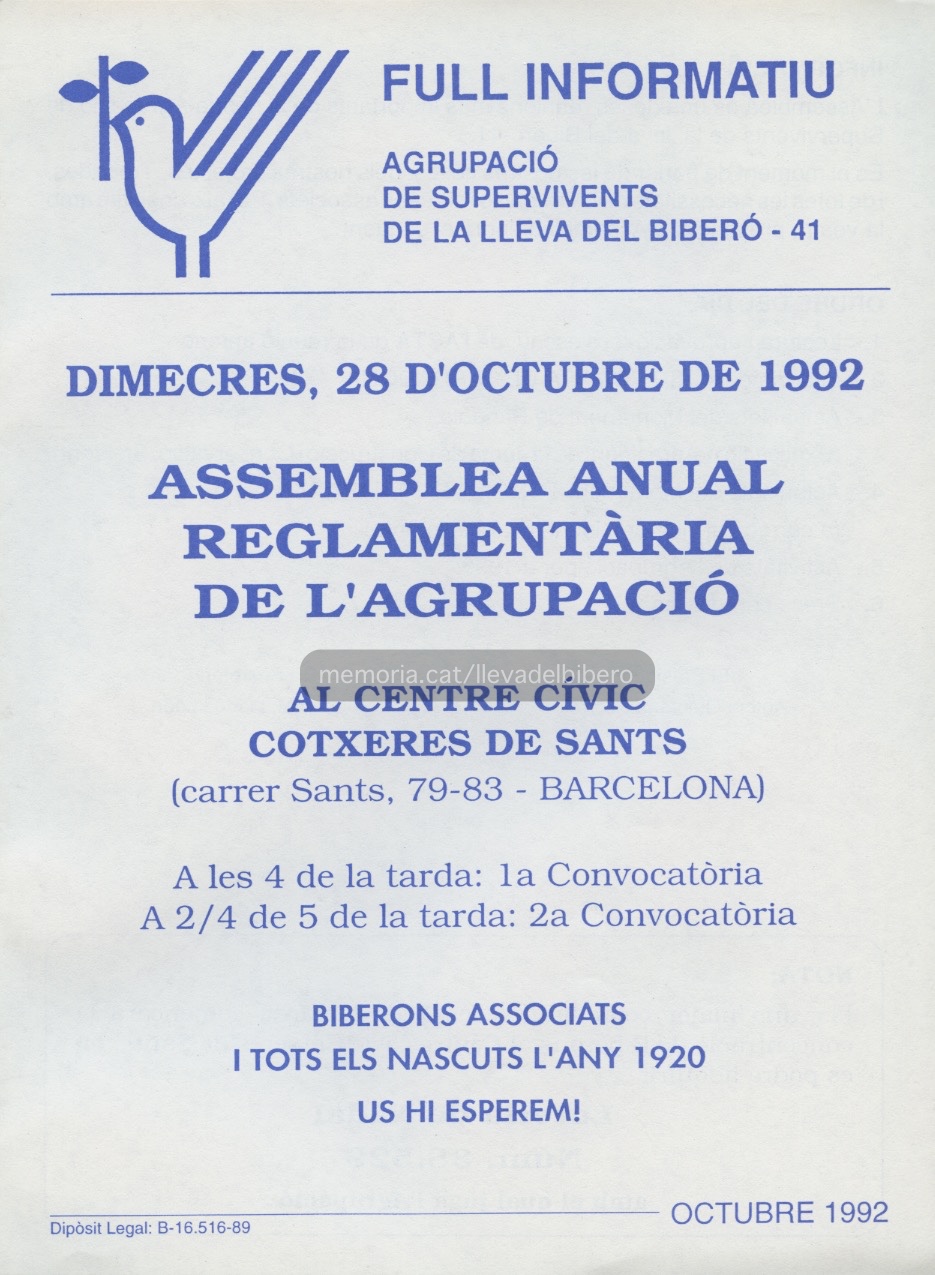 FULL INFORMATIU
AGRUPACIÓ
DE SUPERVIVENTS
DE LA LLEVA DEL BIBERÓ - 41
DIMECRES, 28 D'OCTUBRE DE 1992
ASSEMBLEA ANUAL
REGLAMENTÀRIA
DE L'AGRUPACIÓ
memoria.cat/llevadelbibero
AL CENTRE CÍVIC
COTXERES DE SANTS
(carrer Sants, 79-83 - BARCELONA)
A les 4 de la tarda: 1a Convocatòria
A 2/4 de 5 de la tarda: 2a Convocatòria
BIBERONS ASSOCIATS
I TOTS ELS NASCUTS L'ANY 1920
US HI ESPEREM!
Dipòsit Legal: B-16.516-89
OCTUBRE 1992